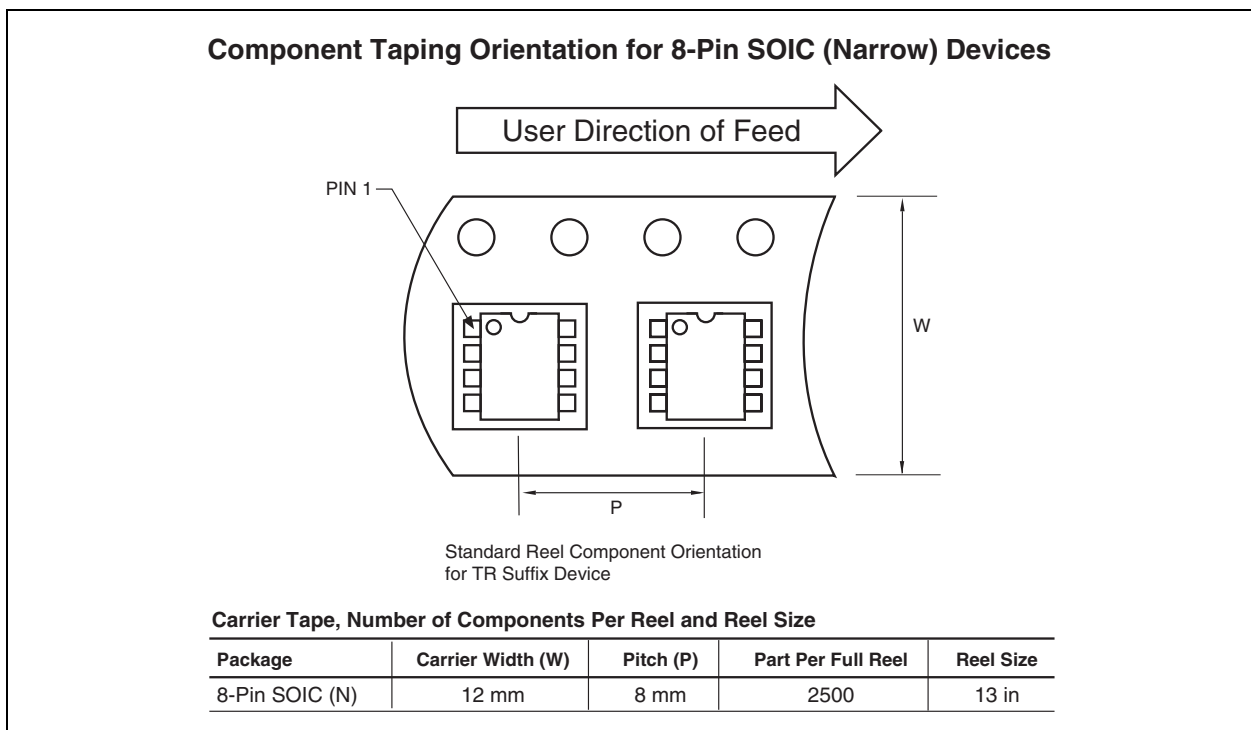 Component Taping Orientation for 8-Pin SOIC (Narrow) Devices
User Direction of Feed
PIN 1
W
P
Standard Reel Component Orientation
for TR Suffix Device
Carrier Tape, Number of Components Per Reel and Reel Size
Package Carrier Width (W) Pitch (P) Part Per Full Reel Reel Size
8-Pin SOIC (N) 12 mm 8 mm 2500 13 in